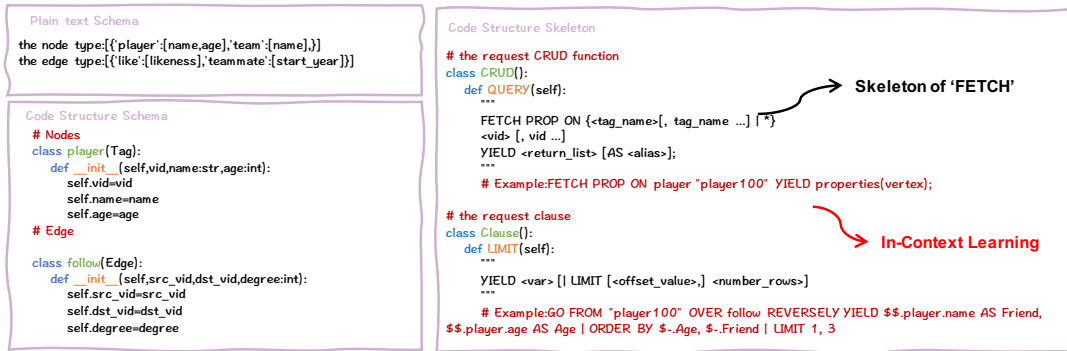 Plain text Schema
the node type:[{'player':[name,age],'team':[name],}]
the edge type:[{'like':[likeness],'teammate':[start_year]}]
Code Structure Schema
# Nodes
class player(Tag):
def __init__(self,vid,name:str,age:int):
self.vid=vid
self.name=name
self.age=age
# Edge
class follow(Edge):
def __init__(self,src_vid,dst_vid,degree:int):
self.src_vid=src_vid
self.dst_vid=dst_vid
self.degree=degree
Code Structure Skeleton
# the request CRUD function
class CRUD():
def QUERY(self):
"""
FETCH PROP ON {<tag_name>[, tag_name ...] | *}
<vid> [, vid ...]
YIELD <return_list> [AS <alias>];
"""
# Example:FETCH PROP ON player "player100" YIELD properties(vertex);
# the request clause
class Clause():
def LIMIT(self):
"""
YIELD <var> [| LIMIT [<offset_value>,] <number_rows>]
"""
# Example:GO FROM "player100" OVER follow REVERSELY YIELD $$.player.name AS Friend,
$$.player.age AS Age | ORDER BY $-.Age, $-.Friend | LIMIT 1, 3
Skeleton of 'FETCH'
In-Context Learning